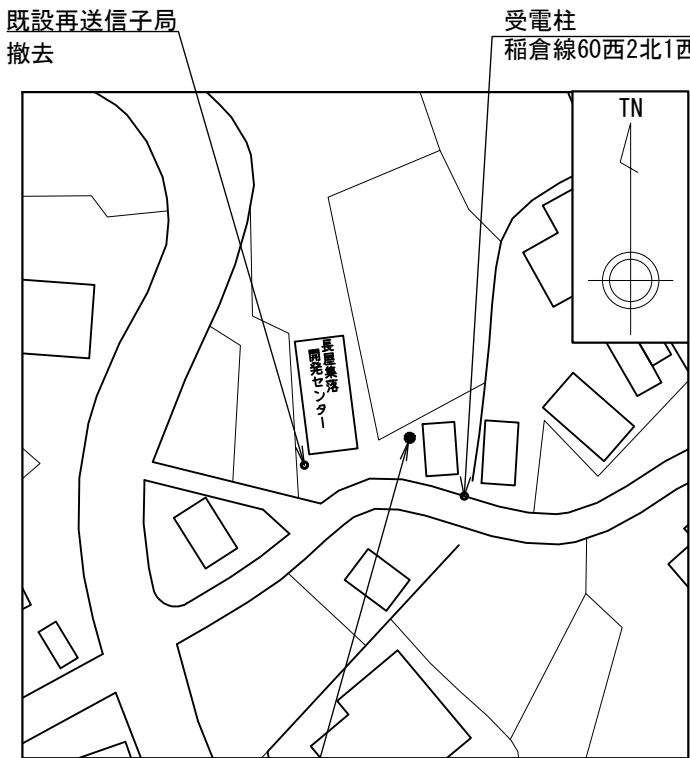 既設再送信子局
撤去
受電柱
稲倉線60西2北1西
TN
長屋集落
開発センター